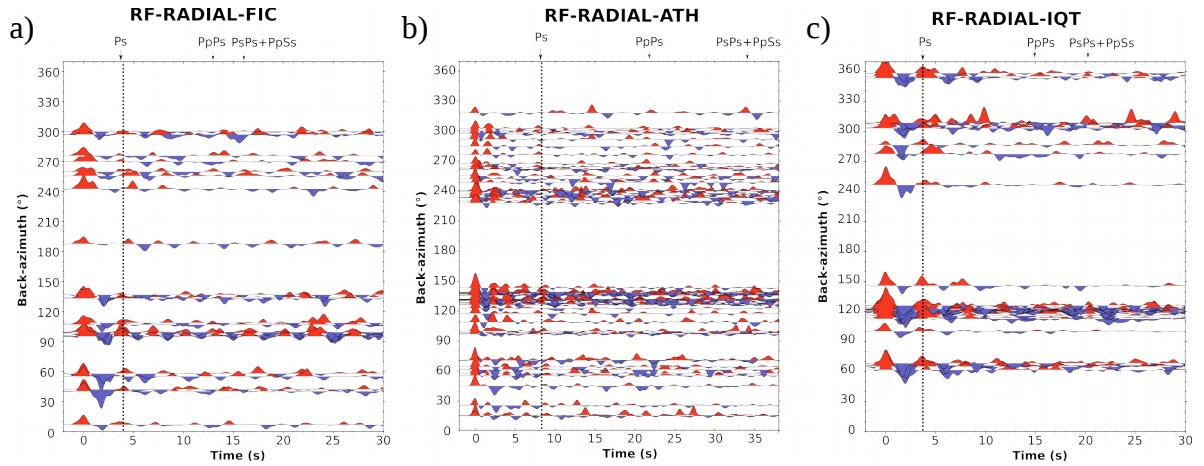 a)
RF-RADIAL-FIC
Ps
PpPs
PsPs+PpSs
360
330
300
270
240
210
180
150
120
90
60
30
0
Back-azimuth (°)
0
5
10
15
20
25
30
Time (s)
b)
RF-RADIAL-ATH
Ps
PpPs
PsPs+PpSs
360
330
300
270
240
210
180
150
120
90
60
30
0
Back-azimuth (°)
0
5
10
15
20
25
30
35
Time (s)
c)
RF-RADIAL-IQT
Ps
PpPs
PsPs+PpSs
360
330
300
270
240
210
180
150
120
90
60
30
0
Back-azimuth (°)
0
5
10
15
20
25
30
Time (s)